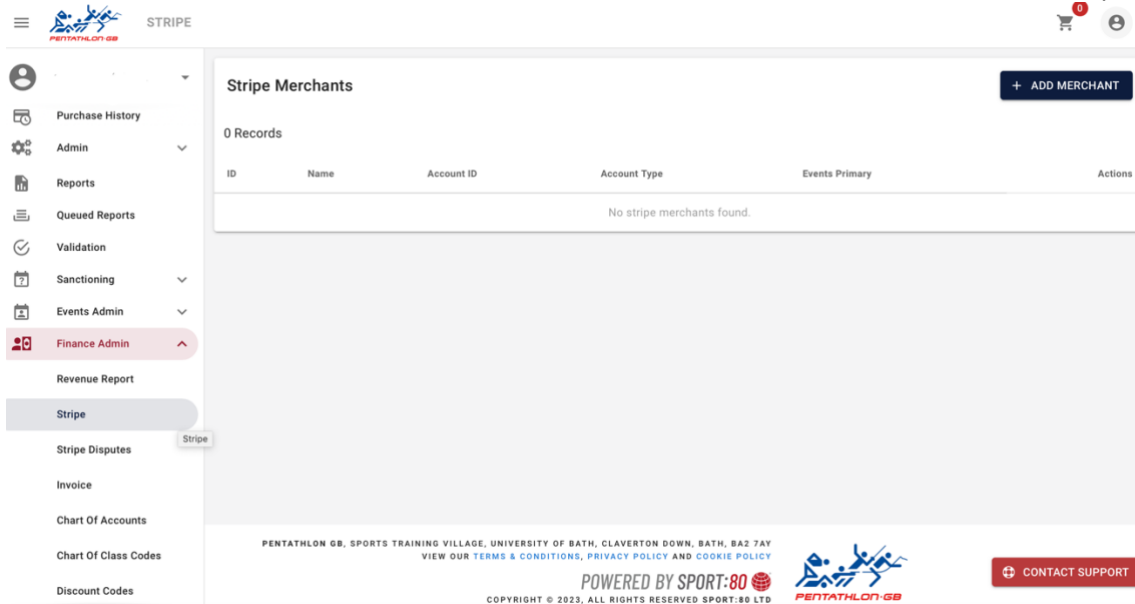 PENTATHLON GB
STRIPE
0
Purchase History
Admin
Reports
Queued Reports
Validation
Sanctioning
?
Events Admin
Finance Admin
Revenue Report
Stripe
Stripe
Stripe Disputes
Invoice
Chart Of Accounts
Chart Of Class Codes
Discount Codes
Stripe Merchants
+ ADD MERCHANT
0 Records
ID Name Account ID Account Type Events Primary Actions
No stripe merchants found.
PENTATHLON GB, SPORTS TRAINING VILLAGE, UNIVERSITY OF BATH, CLAVERTON DOWN, BATH, BA2 7AY
VIEW OUR TERMS & CONDITIONS, PRIVACY POLICY AND COOKIE POLICY
POWERED BY SPORT:80
COPYRIGHT © 2023, ALL RIGHTS RESERVED SPORT:80 LTD
PENTATHLON GB
CONTACT SUPPORT